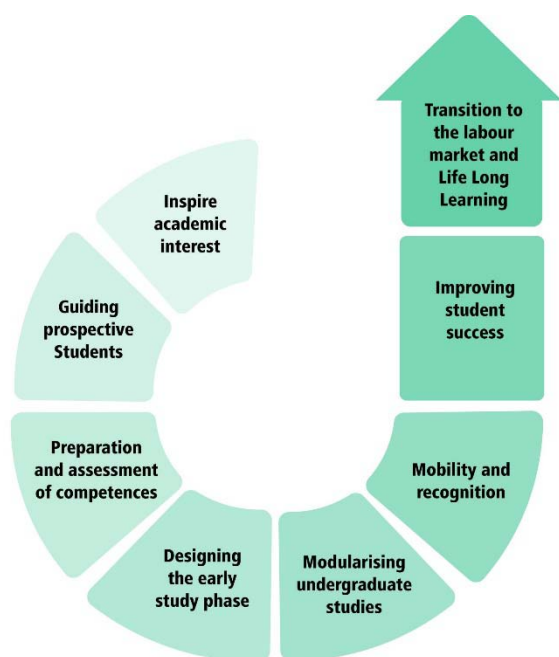 Inspire
academic
interest
Guiding
prospective
Students
Preparation
and assessment
of competences
Designing
the early
study phase
Modularising
undergraduate
studies
Mobility and
recognition
Improving
student
success
Transition to
the labour
market and
Life Long
Learning